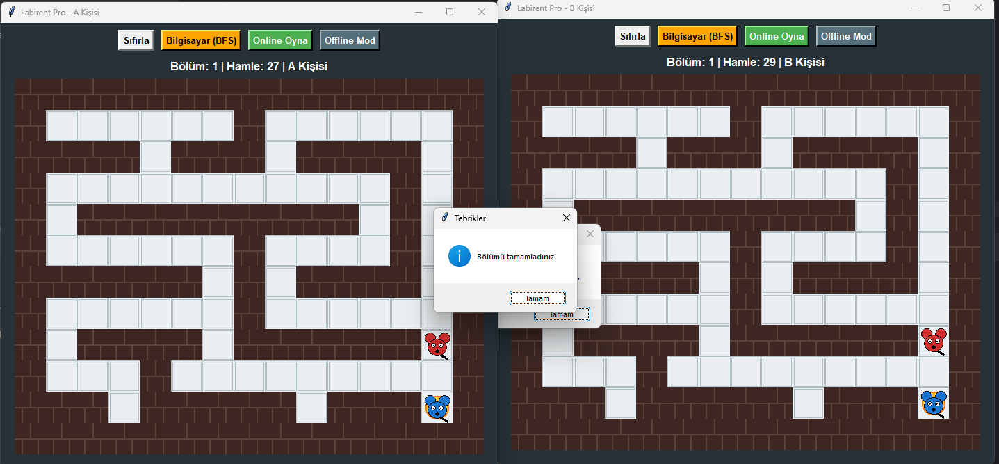 Labirent Pro - A Kişisi
Sıfırla
Bilgisayar (BFS)
Online Oyna
Offline Mod
Bölüm: 1 | Hamle: 27 | A Kişisi
Labirent Pro - B Kişisi
Sıfırla
Bilgisayar (BFS)
Online Oyna
Offline Mod
Bölüm: 1 | Hamle: 29 | B Kişisi
Tebrikler!
Bölümü tamamladınız!
Tamam
Tamam